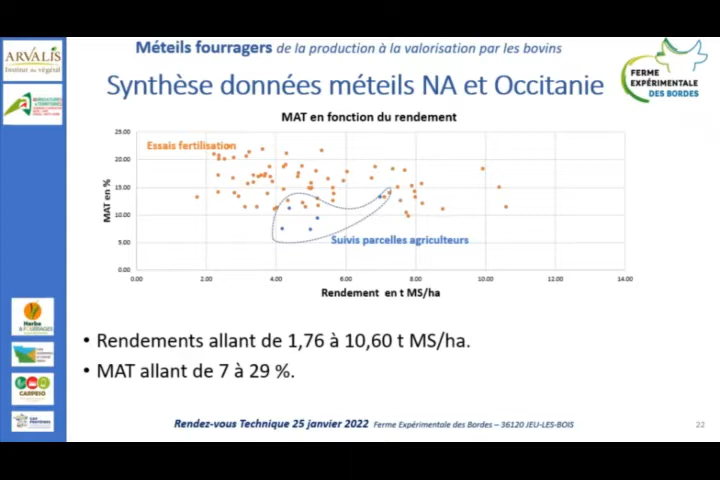 Méteils fourragers de la production à la valorisation par les bovins
ARVALIS
Institut du végétal
Synthèse données méteils NA et Occitanie
FERME
EXPÉRIMENTALE
DES BORDES
MAT en fonction du rendement
Essais fertilisation
Suivis parcelles agriculteurs
MAT en %
25.00
20.00
15.00
10.00
5.00
0.00
0.00 2.00 4.00 6.00 8.00 10.00 12.00 14.00
Rendement en t MS/ha
Herbe
& FOURRAGES
CARPESO
• Rendements allant de 1,76 à 10,60 t MS/ha.
• MAT allant de 7 à 29 %.
Rendez-vous Technique 25 janvier 2022 Ferme Expérimentale des Bordes – 36120 JEU-LES-BOIS
22